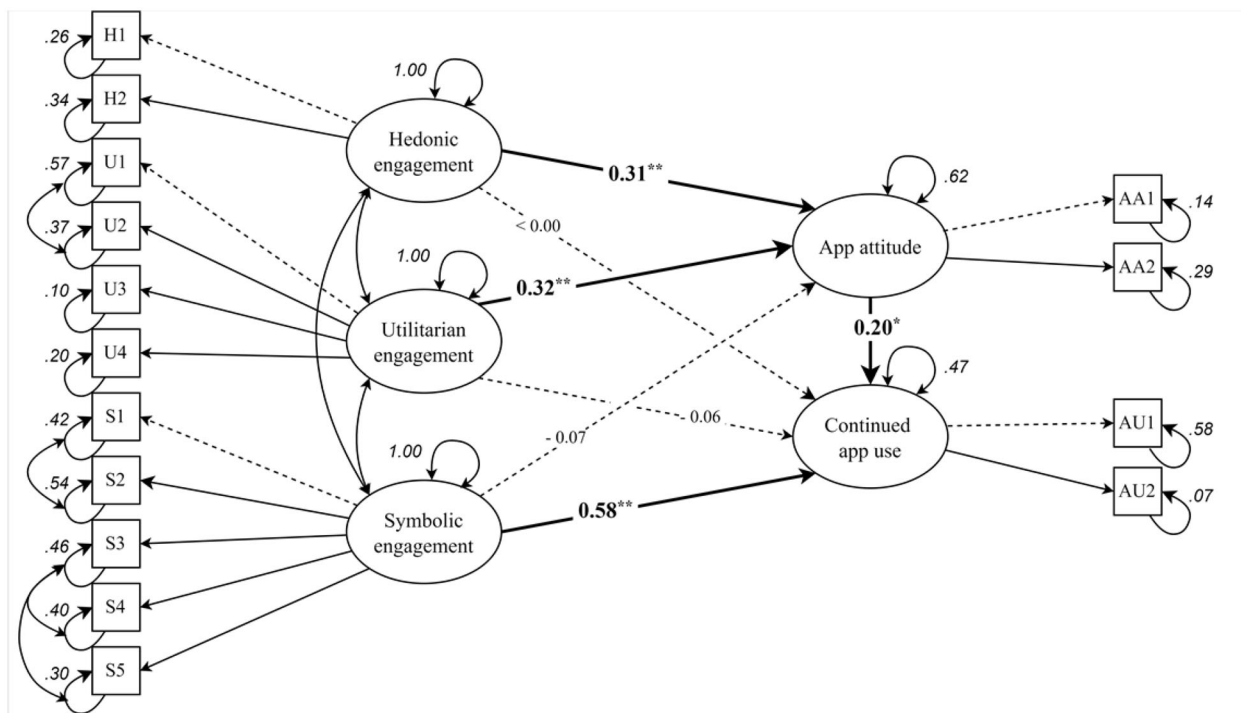 .26
H1
.34
H2
.57
U1
.37
U2
.10
U3
.20
U4
.42
S1
.54
S2
.46
S3
.40
S4
.30
S5
1.00
Hedonic
engagement
1.00
Utilitarian
engagement
1.00
Symbolic
engagement
0.31**
< 0.00
0.32**
- 0.06
- 0.07
0.58**
.62
App attitude
0.20*
.47
Continued
app use
AA1
.14
AA2
.29
AU1
.58
AU2
.07